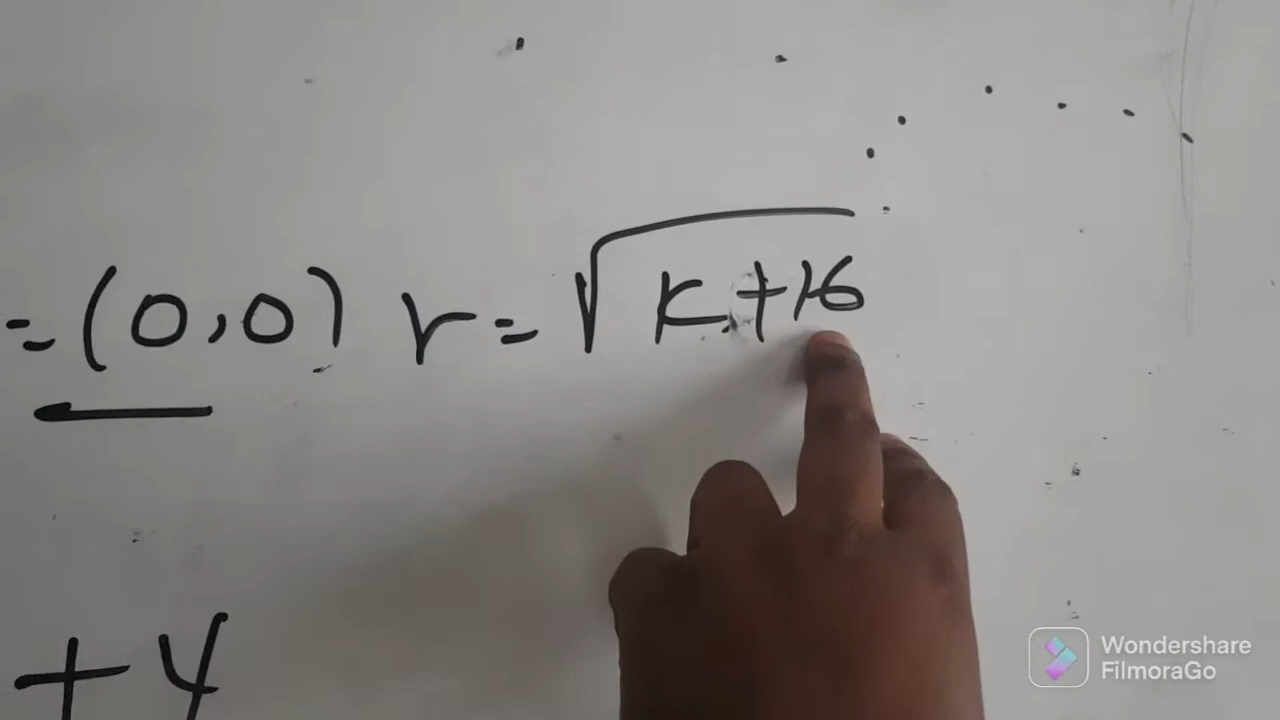 = (0,0) r = √K+16
+ 4
Wondershare
FilmoraGo